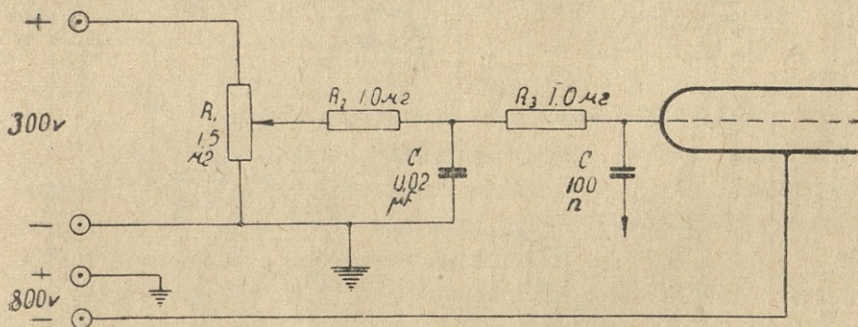 +
300v
−
+
800v
−
R₁
1,5
мг
R₂ 1.0мг
C
0,02
μF
R₃ 1.0мг
C
100
п